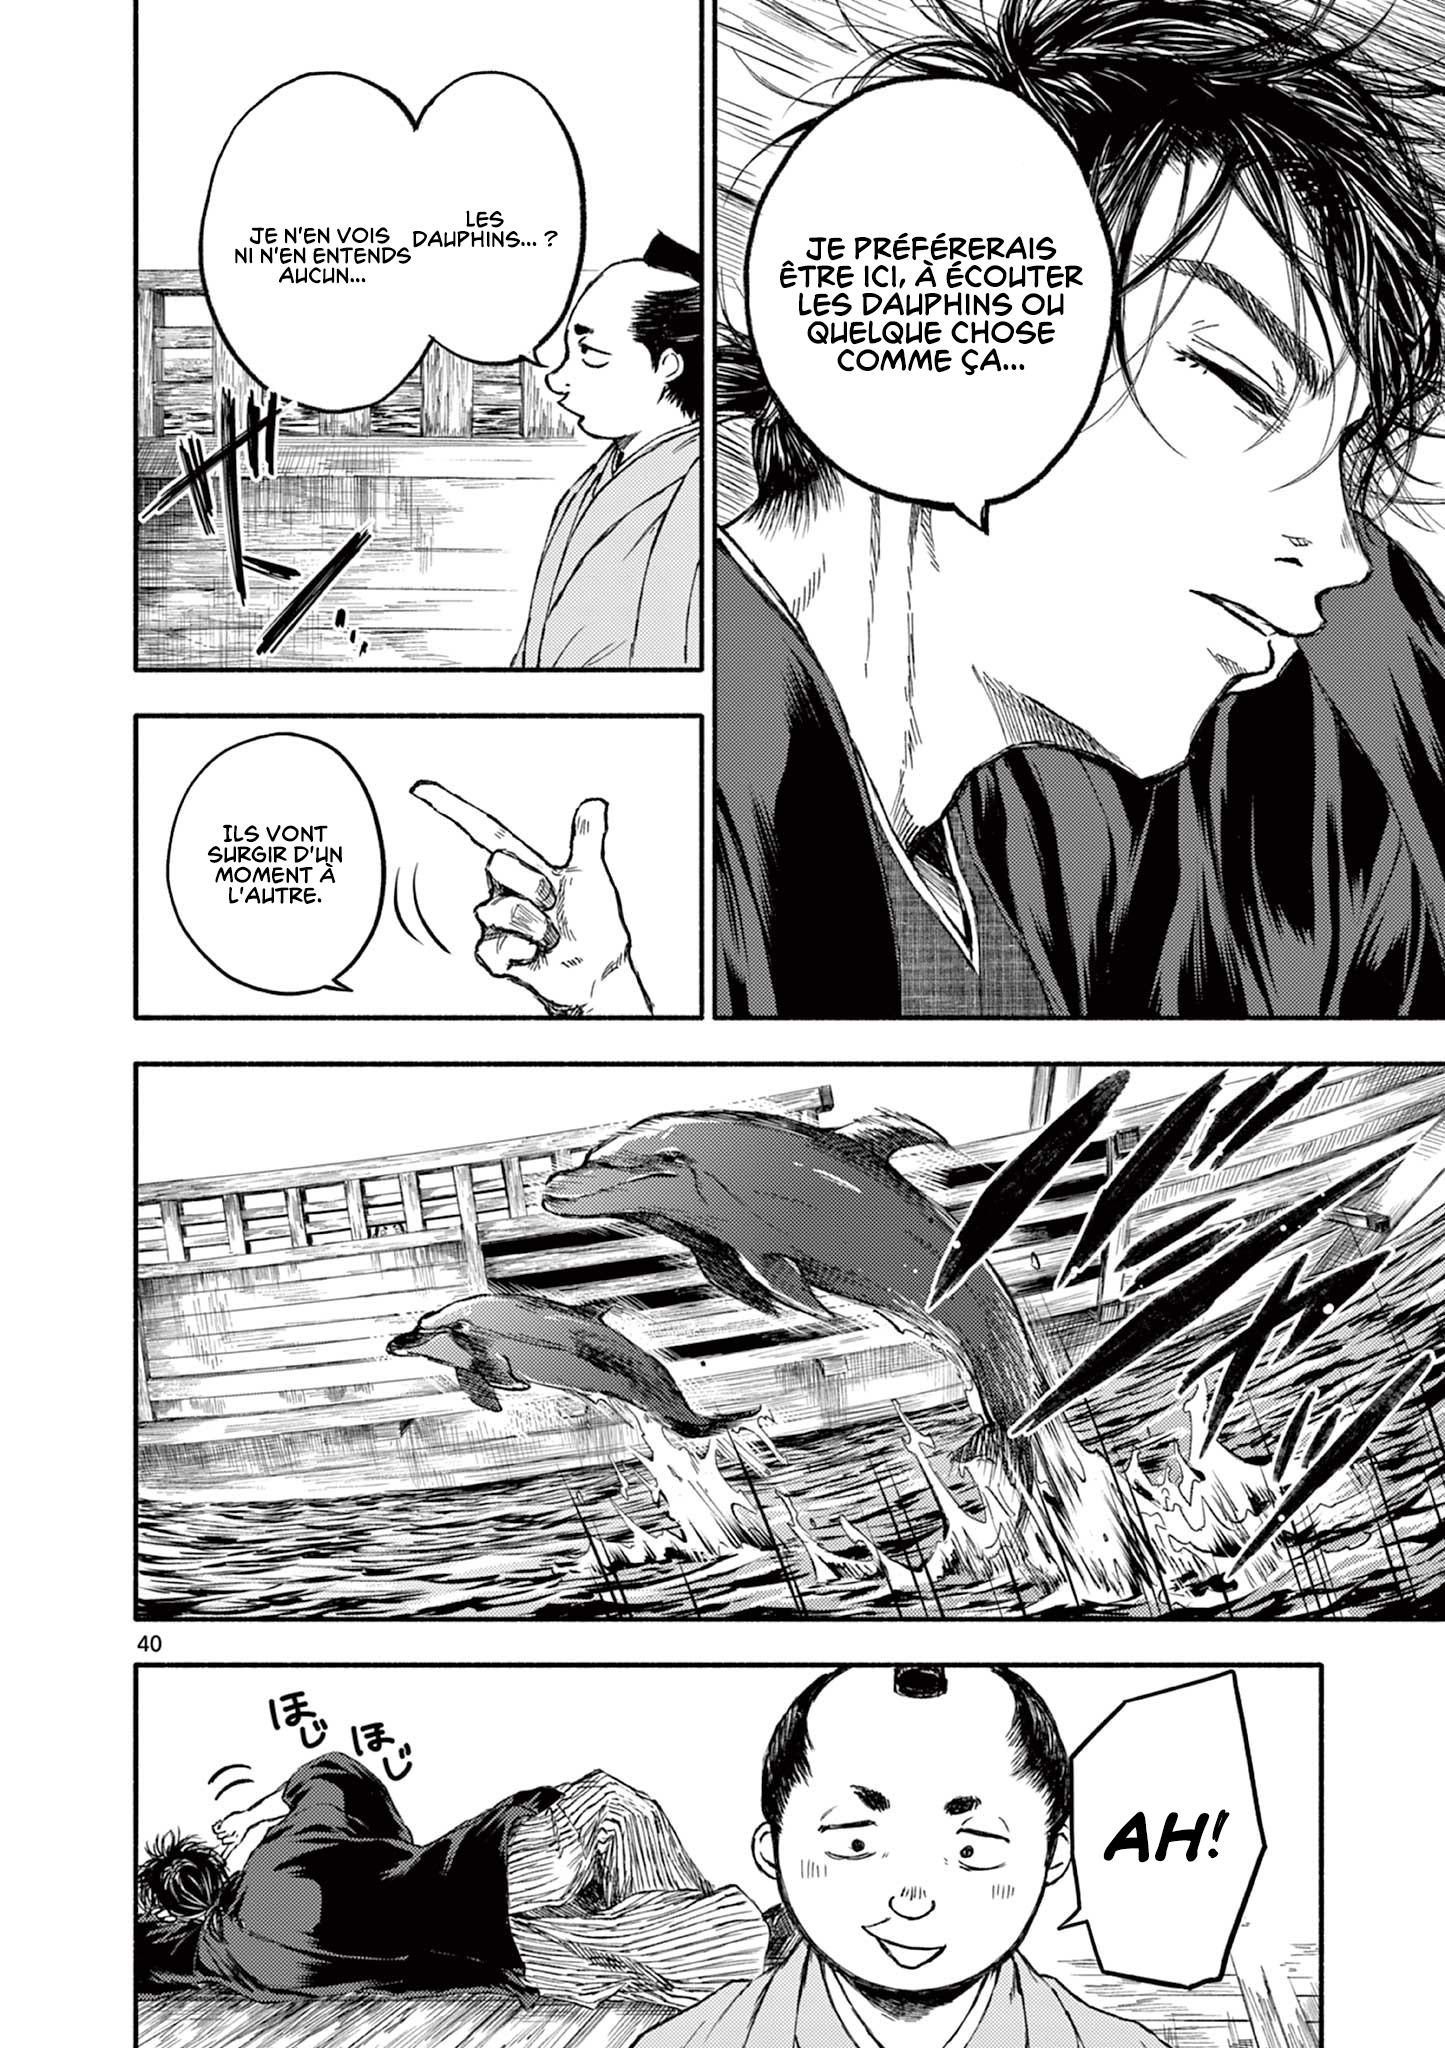 JE PRÉFÉRERAIS
ÊTRE ICI, À ÉCOUTER
LES DAUPHINS OU
QUELQUE CHOSE
COMME ÇA...
LES
DAUPHINS... ?
JE N'EN VOIS
NI N'EN ENTENDS
AUCUN...
ILS VONT
SURGIR D'UN
MOMENT À
L'AUTRE.
40
AH!
ほじ
ほじ